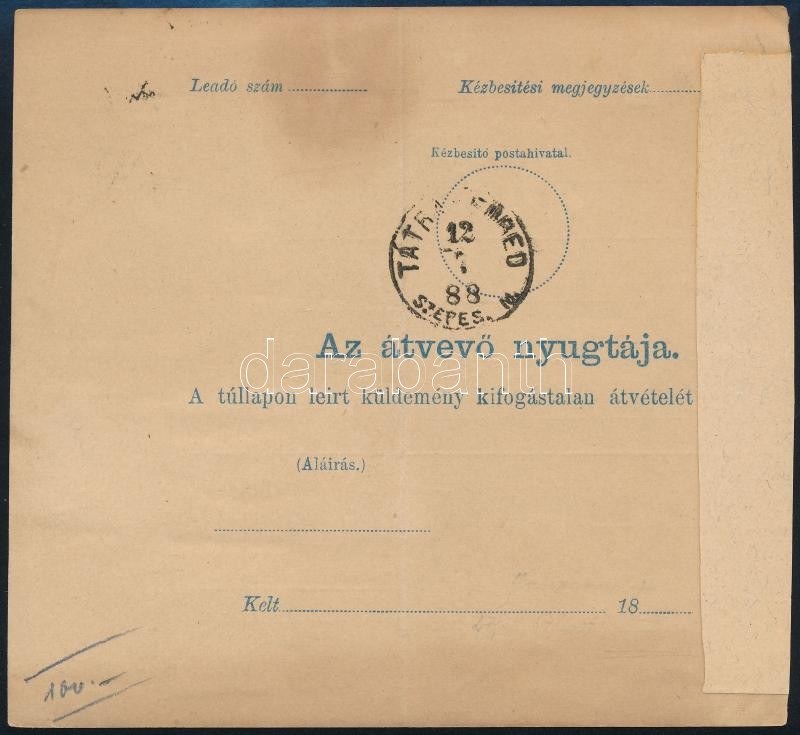 Leadó szám
Kézbesitési megjegyzések
Kézbesitő postahivatal.
12
88
SZEPES. M.
Az átvevő nyugtája.
darabanth
A túllapon leirt küldemény kifogástalan átvételét
(Aláirás.)
Kelt 18
100.-